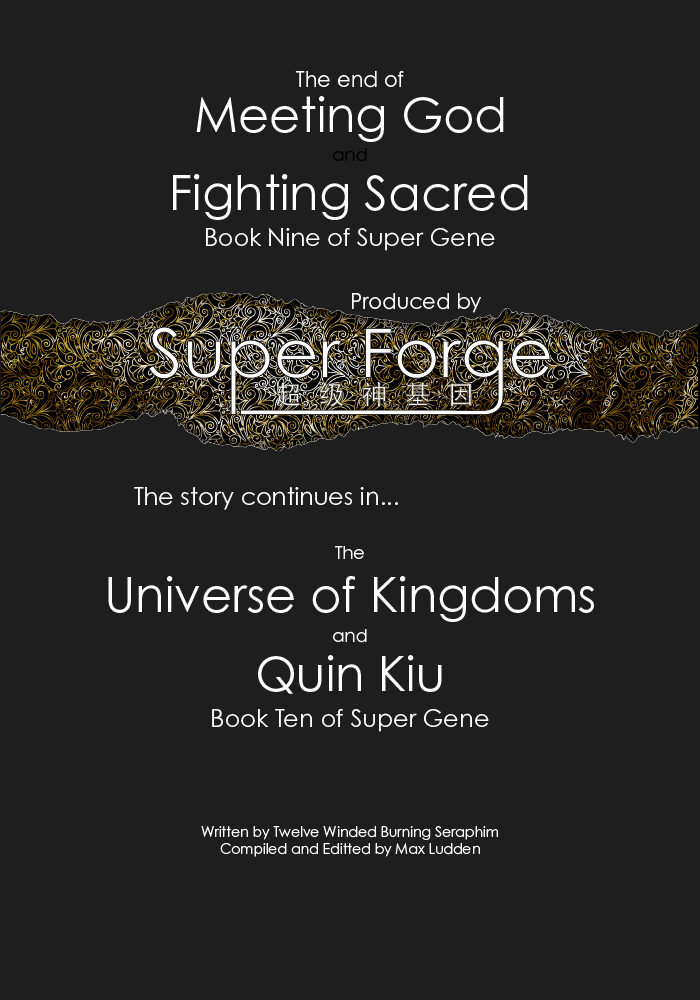 The end of
Meeting God
and
Fighting Sacred
Book Nine of Super Gene
Produced by
Super Forge
超级神基因
The story continues in...
The
Universe of Kingdoms
and
Quin Kiu
Book Ten of Super Gene
Written by Twelve Winded Burning Seraphim
Compiled and Editted by Max Ludden